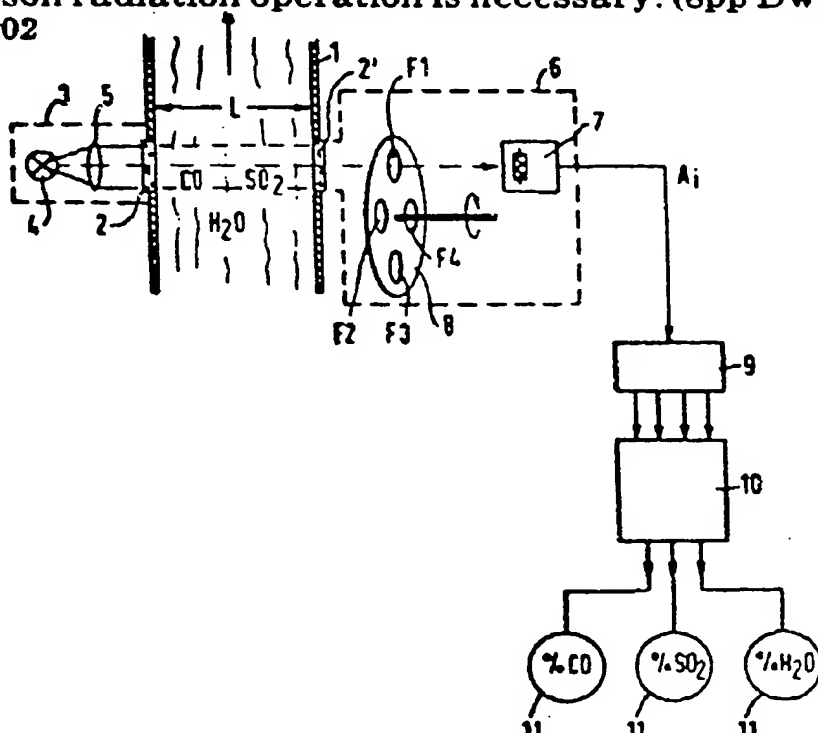 son radiation operation is necessary. (8pp Dw
02
1
2'
F1
6
3
5
L
7
CO
SO2
Ai
4
2
H2O
F4
F2
F3
8
9
10
%CO
%SO2
%H2O
11
11
11